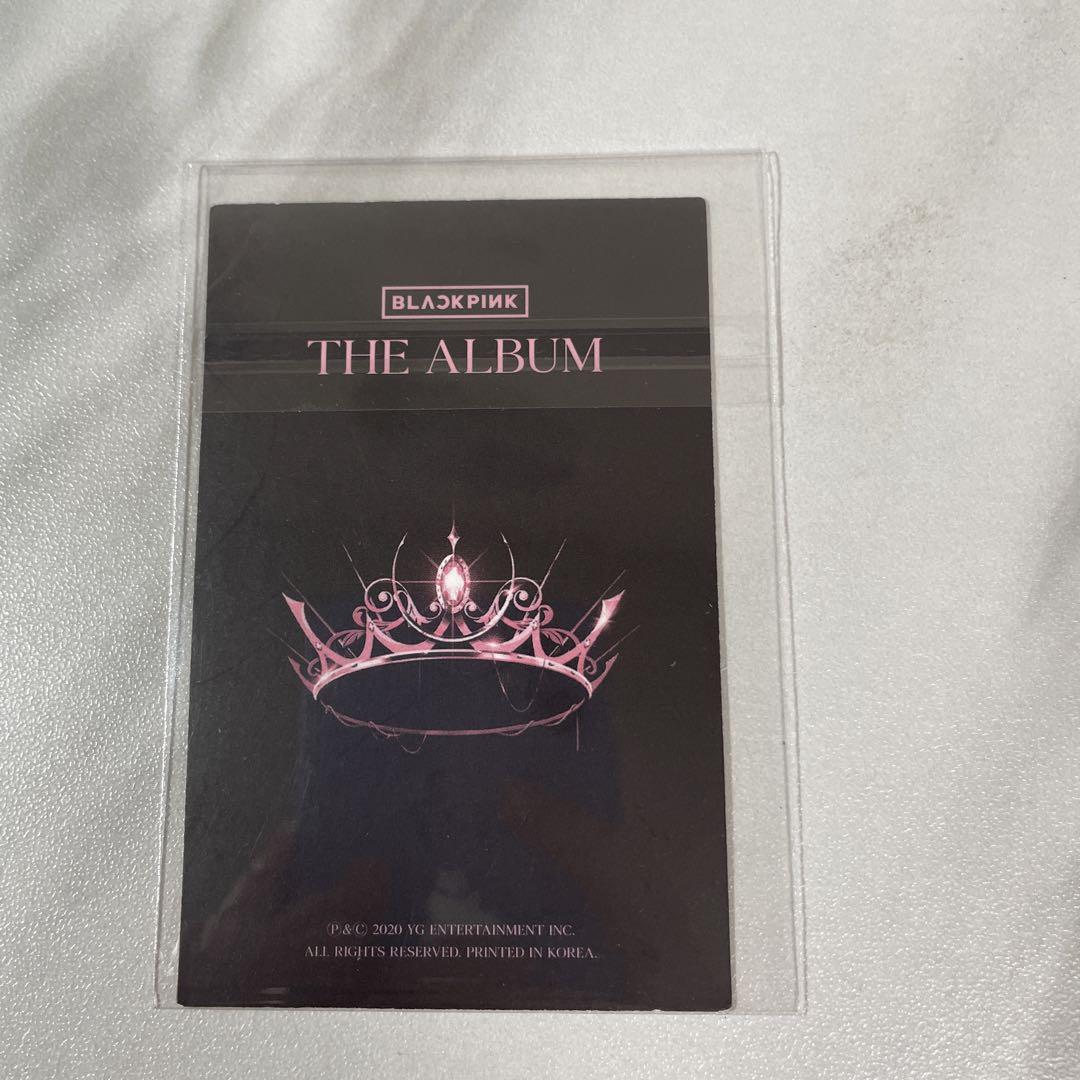 BLACKPINK
THE ALBUM
Ⓟ&Ⓒ 2020 YG ENTERTAINMENT INC.
ALL RIGHTS RESERVED. PRINTED IN KOREA.